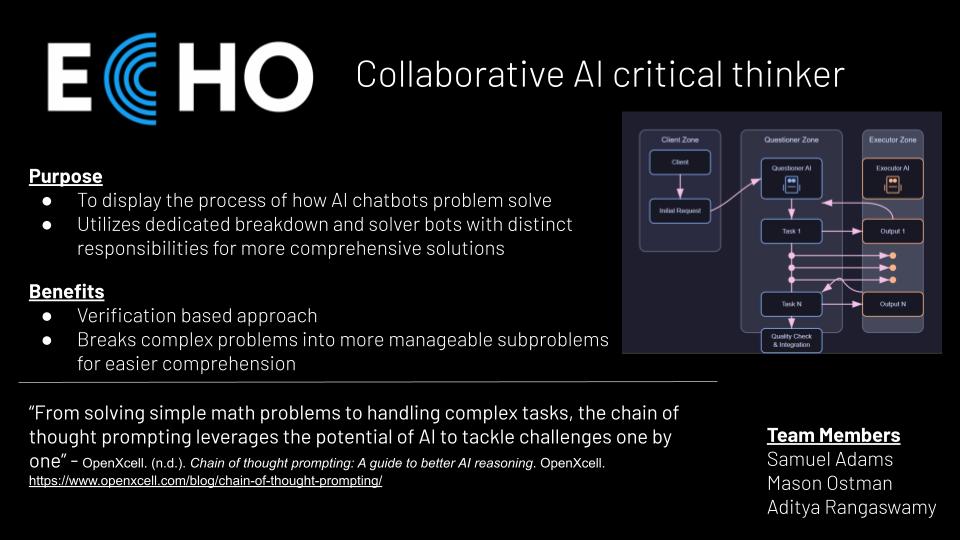 ECHO
Collaborative AI critical thinker
Purpose
● To display the process of how AI chatbots problem solve
● Utilizes dedicated breakdown and solver bots with distinct
responsibilities for more comprehensive solutions
Benefits
● Verification based approach
● Breaks complex problems into more manageable subproblems
for easier comprehension
Client Zone
Client
Initial Request
Questioner Zone
Questioner AI
Task 1
Task N
Quality Check
& Integration
Executor Zone
Executor AI
Output 1
Output N
“From solving simple math problems to handling complex tasks, the chain of
thought prompting leverages the potential of AI to tackle challenges one by
one” - OpenXcell. (n.d.). Chain of thought prompting: A guide to better AI reasoning. OpenXcell.
https://www.openxcell.com/blog/chain-of-thought-prompting/
Team Members
Samuel Adams
Mason Ostman
Aditya Rangaswamy